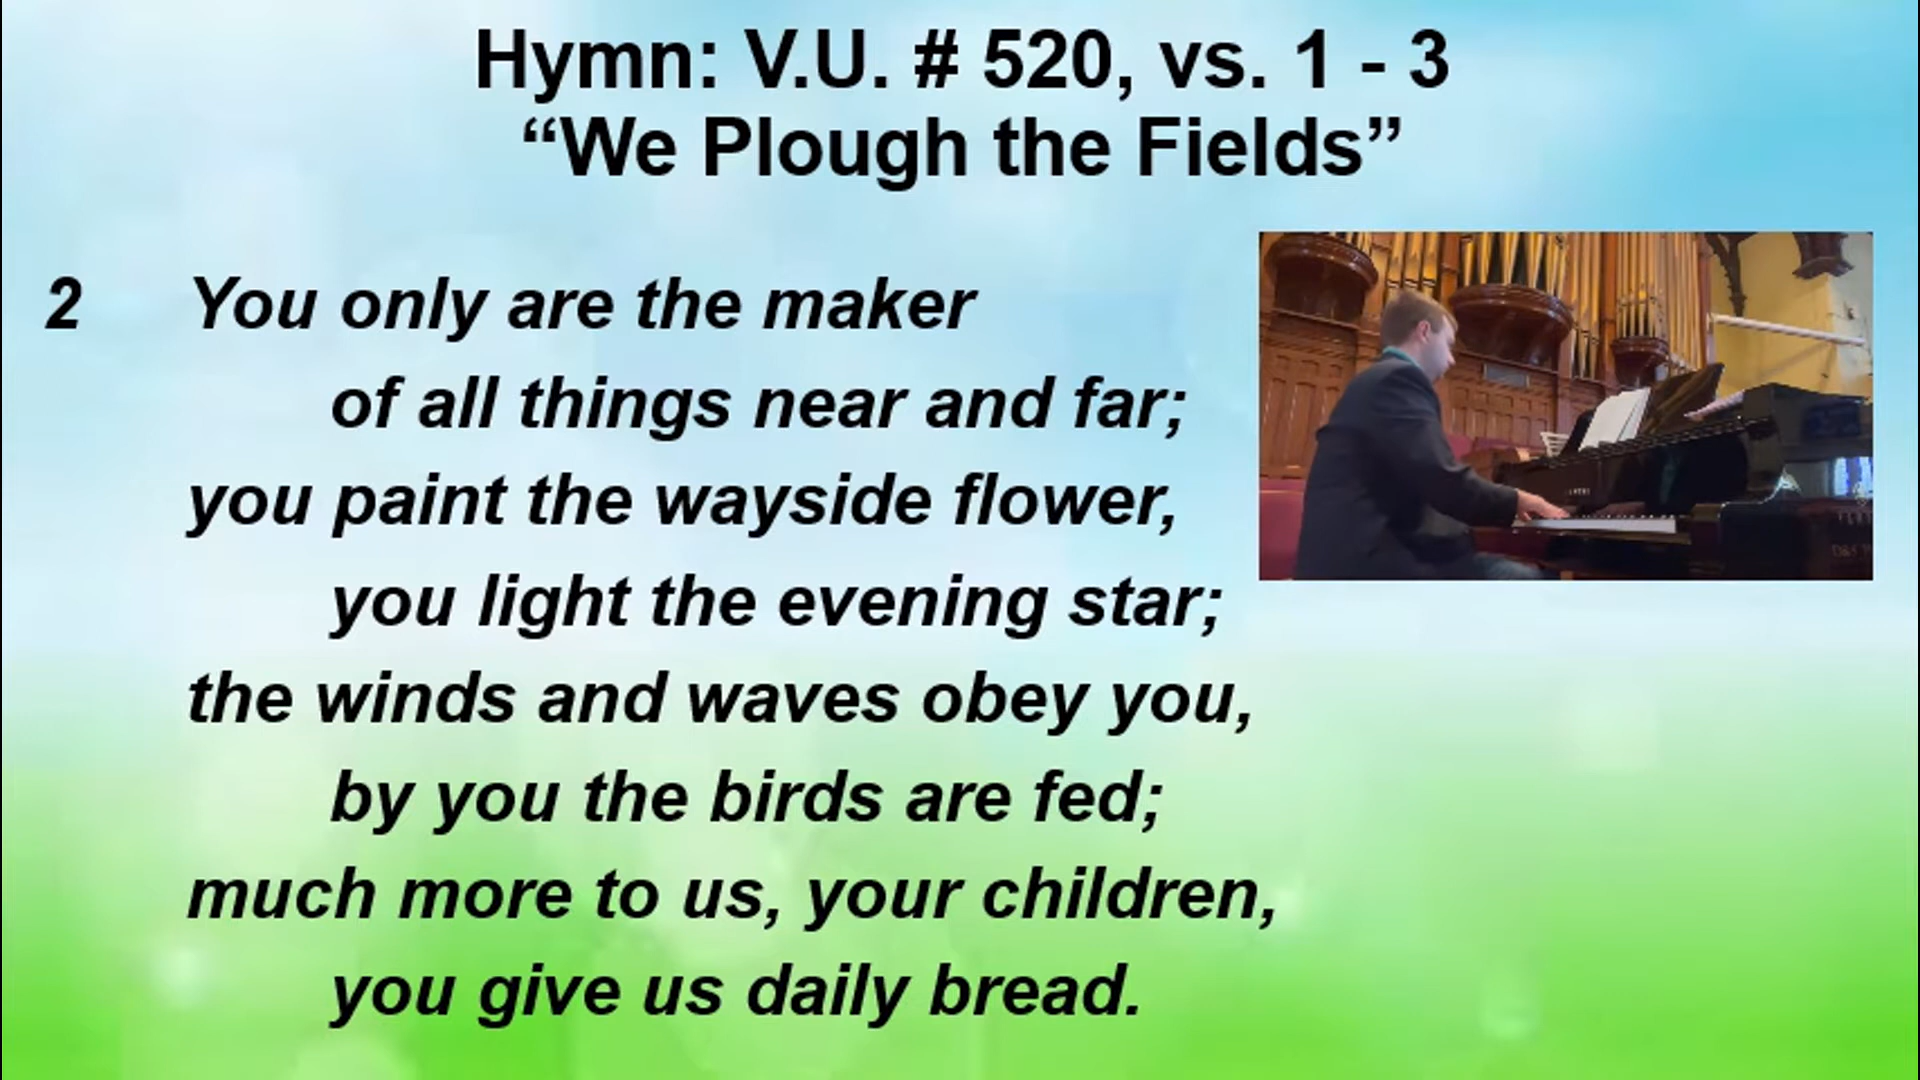 Hymn: V.U. # 520, vs. 1 - 3
“We Plough the Fields”
2 You only are the maker
of all things near and far;
you paint the wayside flower,
you light the evening star;
the winds and waves obey you,
by you the birds are fed;
much more to us, your children,
you give us daily bread.